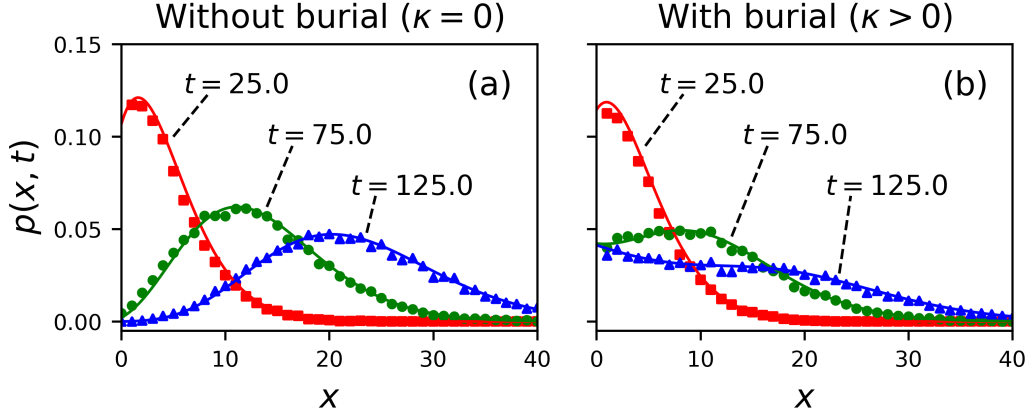 Without burial (κ = 0)
With burial (κ > 0)
p(x, t)
0.15
0.10
0.05
0.00
(a)
t = 25.0
t = 75.0
t = 125.0
0 10 20 30 40
x
(b)
t = 25.0
t = 75.0
t = 125.0
0 10 20 30 40
x